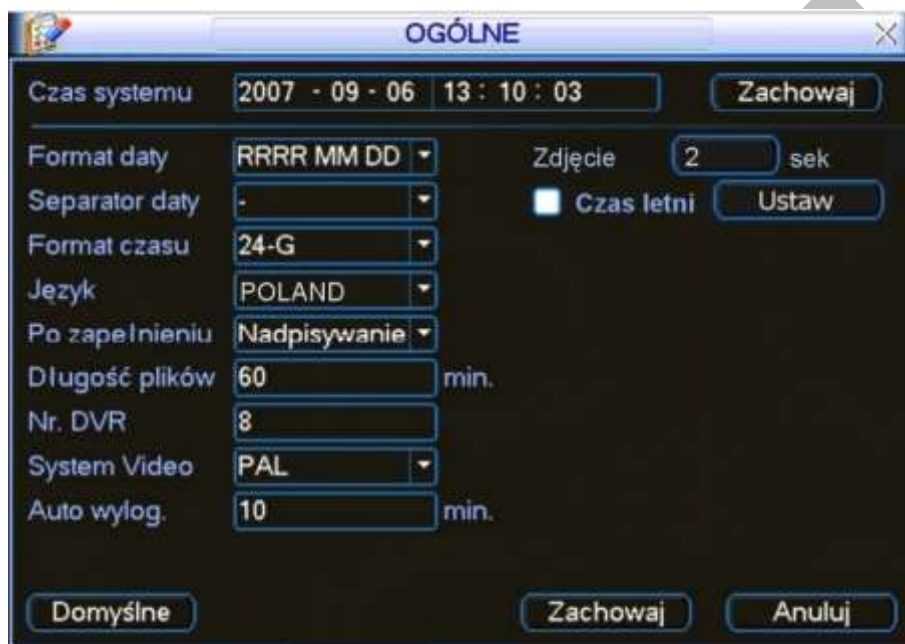 OGÓLNE
Czas systemu 2007 - 09 - 06 13 : 10 : 03 Zachowaj
Format daty RRRR MM DD Zdjęcie 2 sek
Separator daty - Czas letni Ustaw
Format czasu 24-G
Język POLAND
Po zapełnieniu Nadpisywanie
Długość plików 60 min.
Nr. DVR 8
System Video PAL
Auto wylog. 10 min.
Domyślne Zachowaj Anuluj